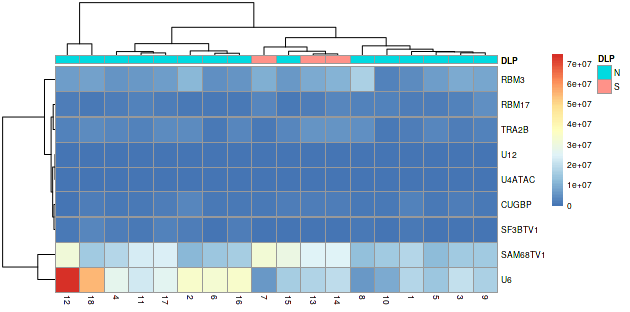 DLP
RBM3
RBM17
TRA2B
U12
U4ATAC
CUGBP
SF3BTV1
SAM68TV1
U6
12 18 4 11 17 2 6 16 7 15 13 14 8 10 1 5 3 9
7e+07
6e+07
5e+07
4e+07
3e+07
2e+07
1e+07
0
DLP
N
S